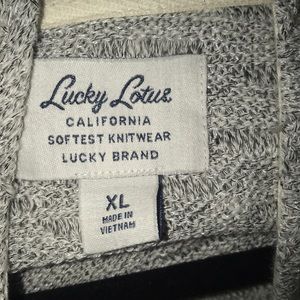 Lucky Lotus
CALIFORNIA
SOFTEST KNITWEAR
LUCKY BRAND
XL
MADE IN
VIETNAM